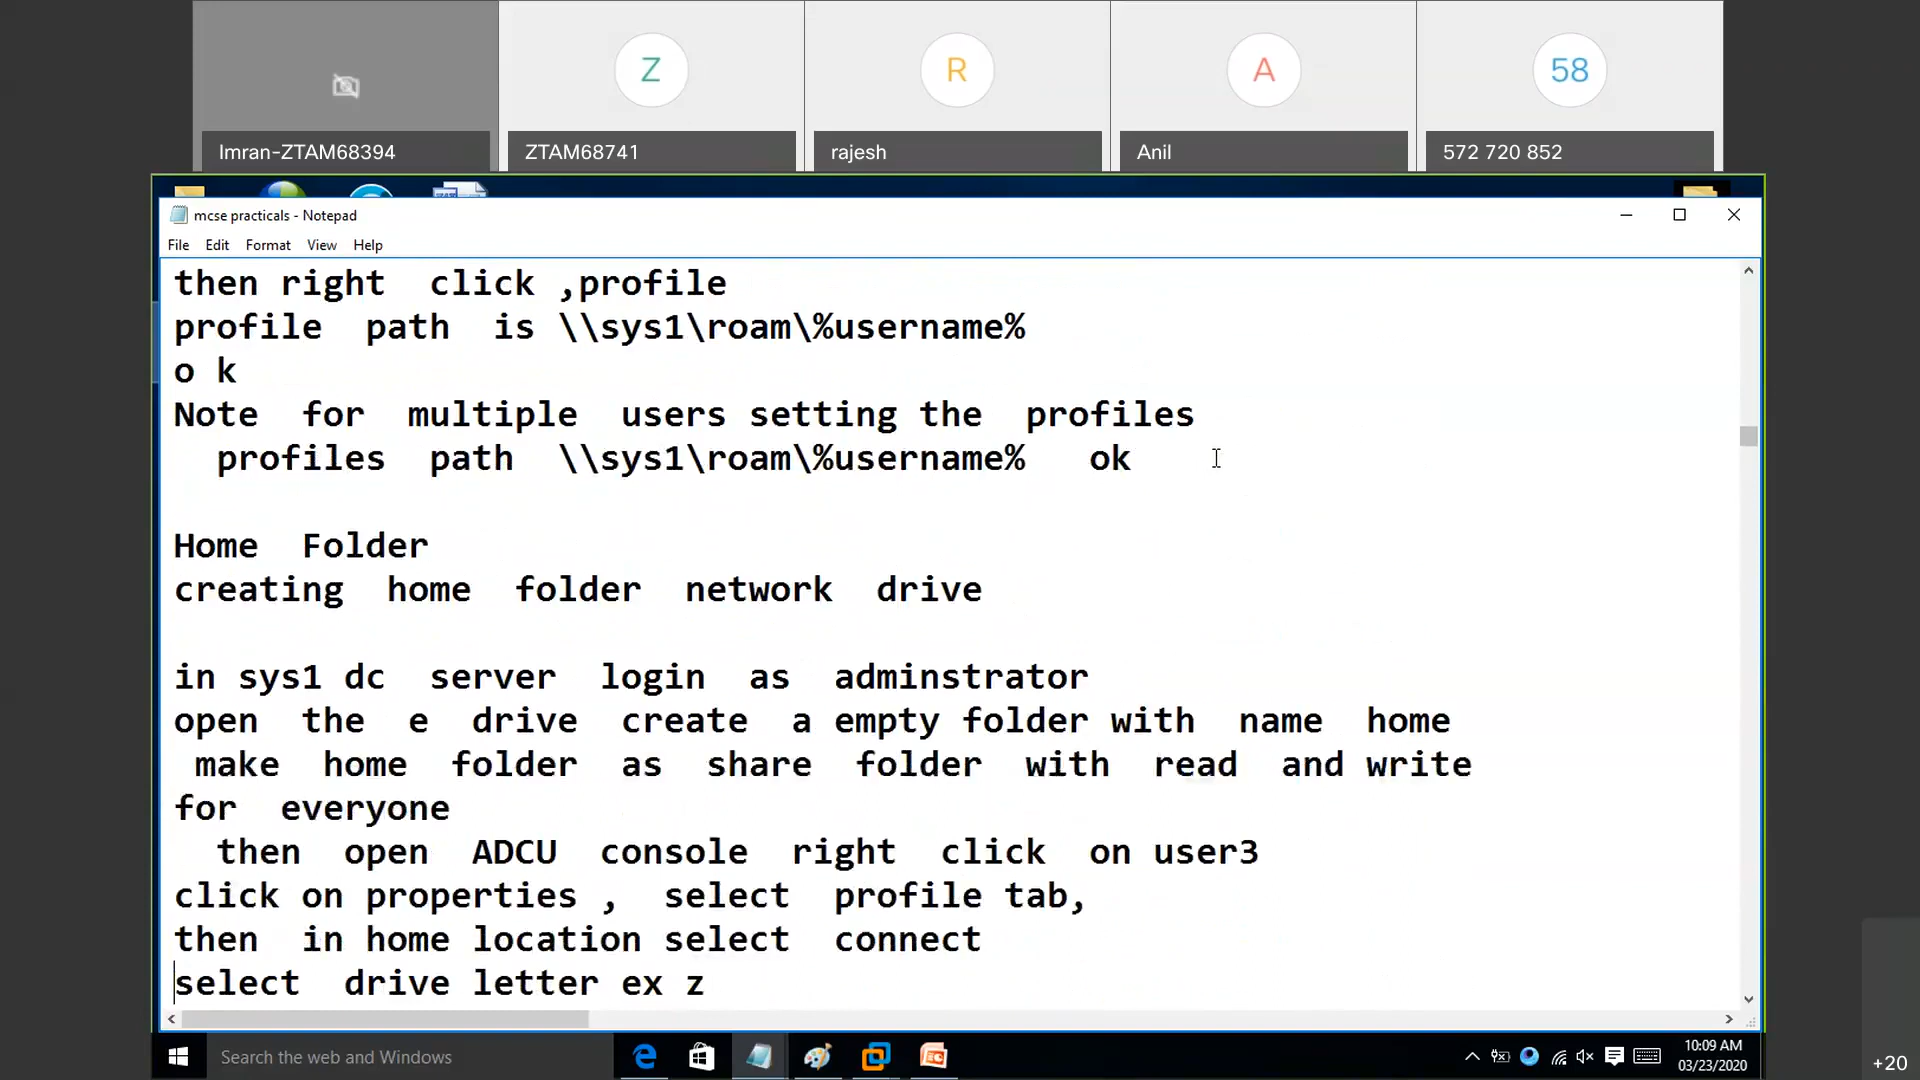 Z
R
A
58
Imran-ZTAM68394
ZTAM68741
rajesh
Anil
572 720 852
mcse practicals - Notepad
File Edit Format View Help
then right click ,profile
profile path is \\sys1\roam\%username%
o k
Note for multiple users setting the profiles
profiles path \\sys1\roam\%username% ok
Home Folder
creating home folder network drive
in sys1 dc server login as adminstrator
open the e drive create a empty folder with name home
make home folder as share folder with read and write
for everyone
then open ADCU console right click on user3
click on properties , select profile tab,
then in home location select connect
select drive letter ex z
Search the web and Windows
10:09 AM
03/23/2020
+20